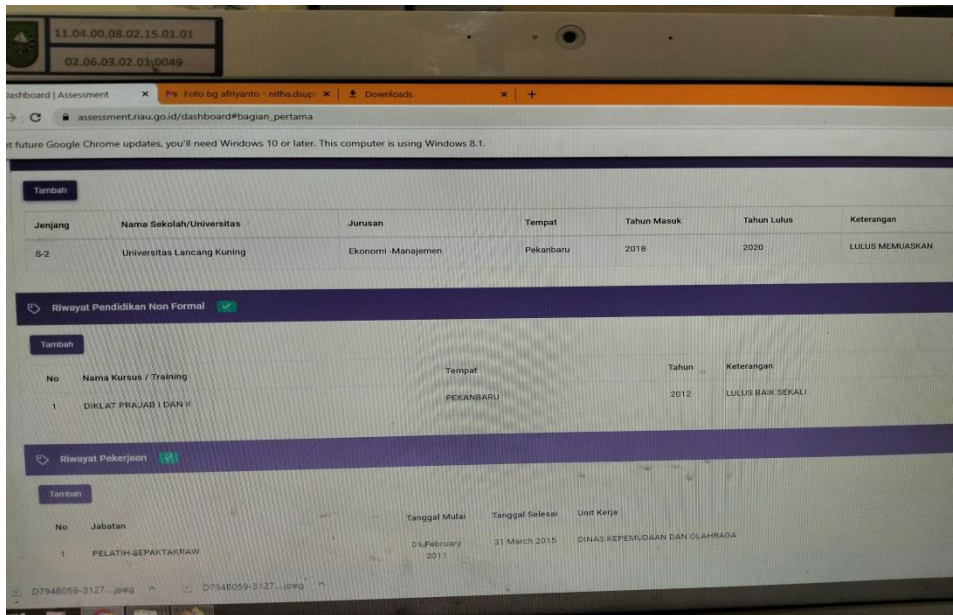 11.04.00.08.02.15.01.01
02.06.03.02.01.0049
Dashboard | Assessment
Foto bg afriyanto - nitha.dsup
Downloads
assessment.riau.go.id/dashboard#bagian_pertama
future Google Chrome updates, you'll need Windows 10 or later. This computer is using Windows 8.1.
Tambah
Jenjang Nama Sekolah/Universitas Jurusan Tempat Tahun Masuk Tahun Lulus Keterangan
S-2 Universitas Lancang Kuning Ekonomi -Manajemen Pekanbaru 2018 2020 LULUS MEMUASKAN
Riwayat Pendidikan Non Formal
Tambah
No Nama Kursus / Training Tempat Tahun Keterangan
1 DIKLAT PRAJAB I DAN II PEKANBARU 2012 LULUS BAIK SEKALI
Riwayat Pekerjaan
Tambah
No Jabatan Tanggal Mulai Tanggal Selesai Unit Kerja
1 PELATIH SEPAKTAKRAW 01 February 2011 31 March 2015 DINAS KEPEMUDAAN DAN OLAHRAGA
D794B059-3127....jpeg D794B059-3127....jpeg